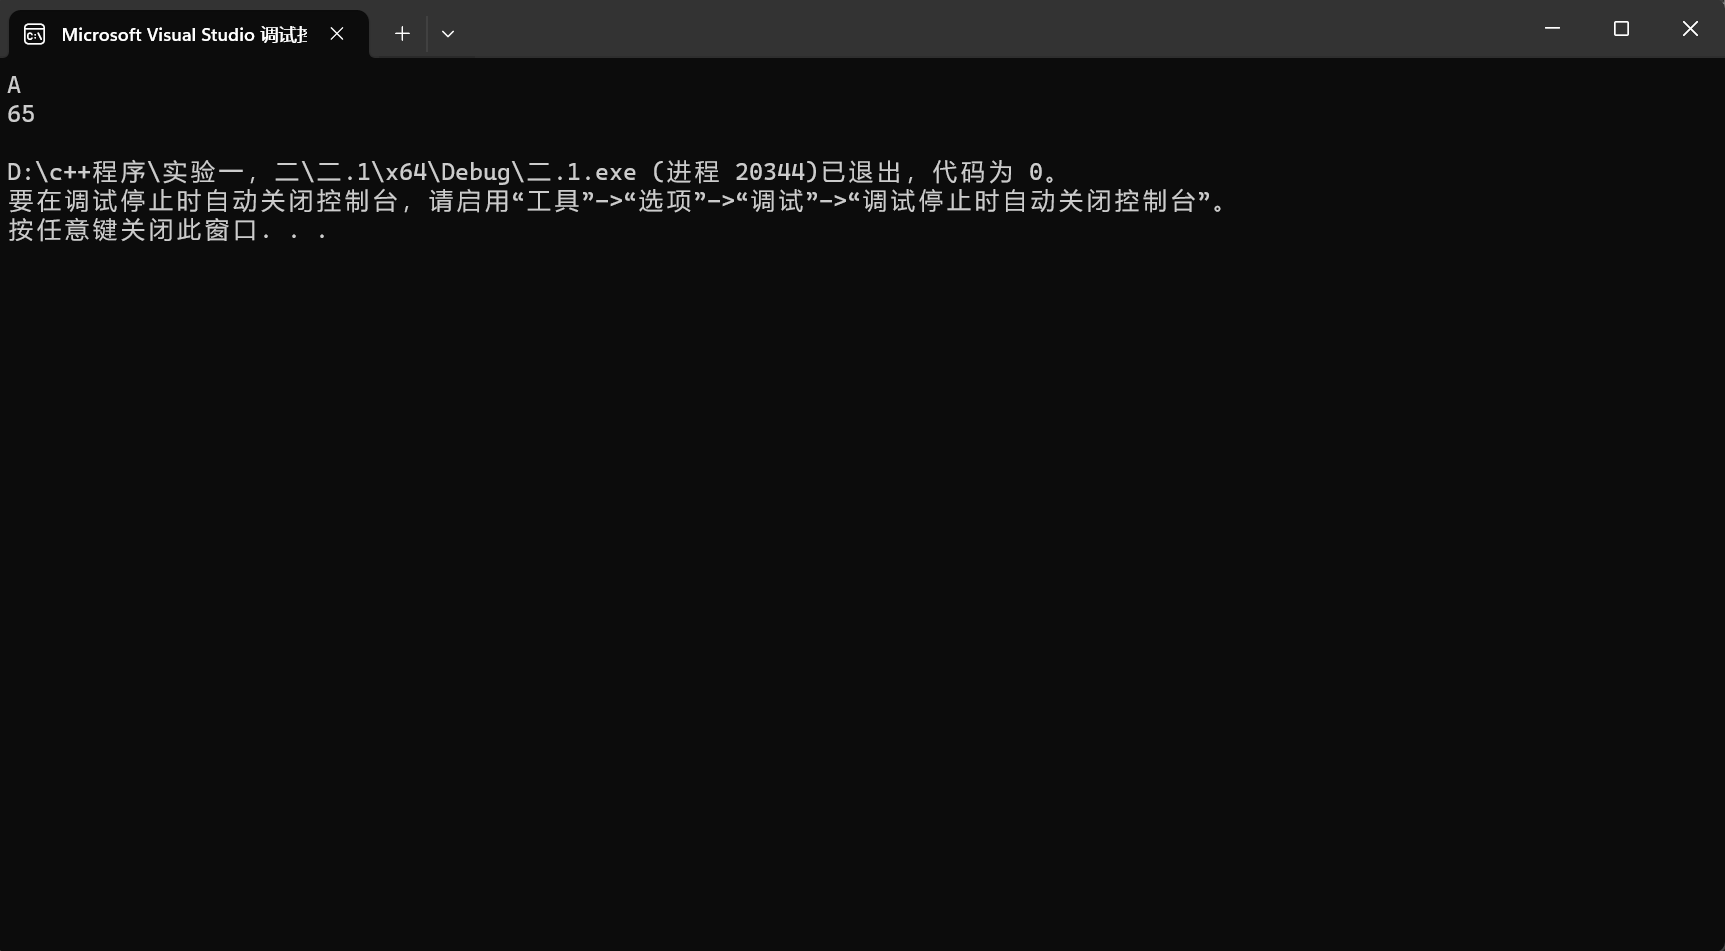 Microsoft Visual Studio 调试
A
65
D:\c++程序\实验一，二\二.1\x64\Debug\二.1.exe (进程 20344)已退出，代码为 0。
要在调试停止时自动关闭控制台，请启用“工具”->“选项”->“调试”->“调试停止时自动关闭控制台”。
按任意键关闭此窗口. . .